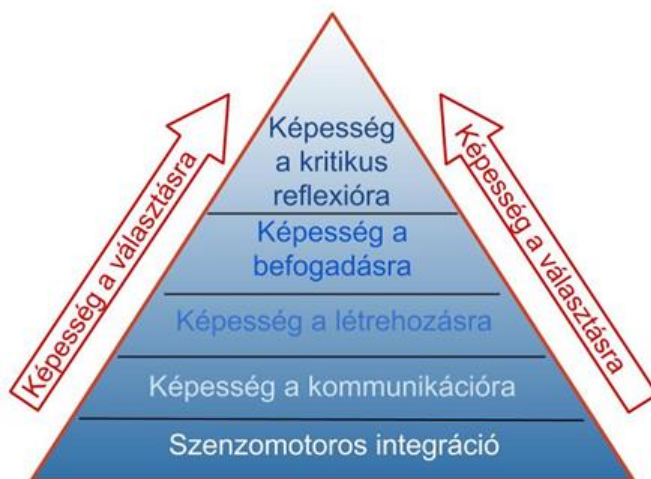 Képesség
a kritikus
reflexióra
Képesség a
befogadásra
Képesség a létrehozásra
Képesség a kommunikációra
Szenzomotoros integráció
Képesség a választásra
Képesség a választásra